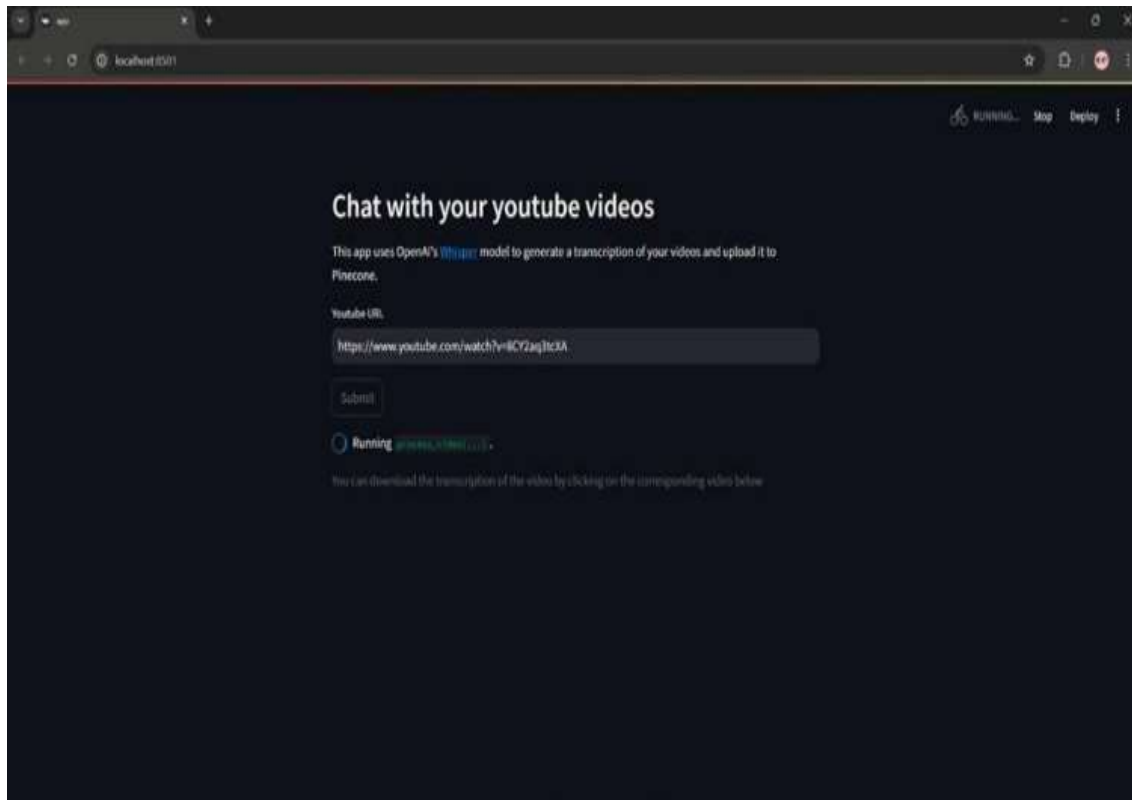 app
localhost:8501
RUNNING... Stop Deploy
Chat with your youtube videos
This app uses OpenAI's Whisper model to generate a transcription of your videos and upload it to
Pinecone.
Youtube URL
https://www.youtube.com/watch?v=
Submit
Running process_video(...).
You can download the transcription of the video by clicking on the corresponding video below